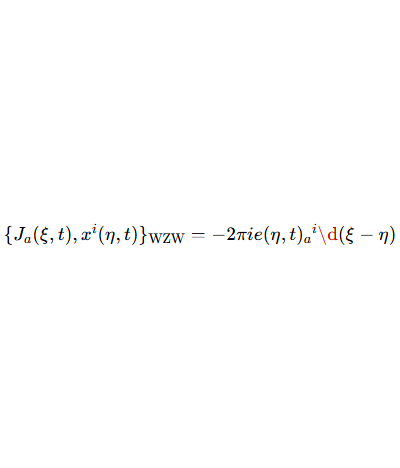 {J_a(ξ, t), x^i(η, t)}_WZW = −2πie(η, t)_a^i \d(ξ − η)